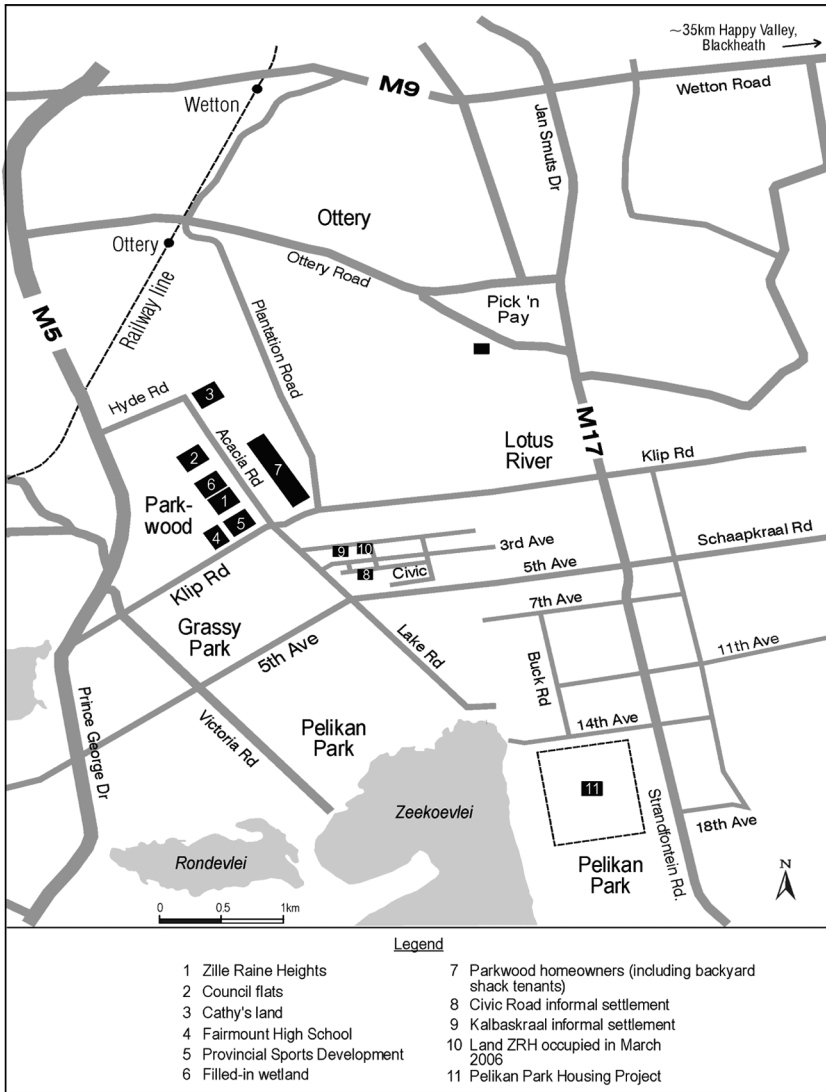 ~35km Happy Valley,
Blackheath
M9
Wetton
Wetton Road
Jan Smuts Dr
Ottery
Ottery
Ottery Road
Railway line
M5
Plantation Road
Pick 'n
Pay
Hyde Rd
3
Acacia Rd
2
7
6
1
5
4
Park-
wood
Lotus
River
M17
Klip Rd
Schaapkraal Rd
9
10
3rd Ave
8
Civic
5th Ave
Klip Rd
7th Ave
Grassy
Park
5th Ave
Lake Rd
Buck Rd
11th Ave
14th Ave
Prince George Dr
Victoria Rd
Pelikan
Park
Zeekoevlei
11
Strandfontein Rd.
18th Ave
Rondevlei
Pelikan
Park
N
0 0.5 1km
Legend
1 Zille Raine Heights
2 Council flats
3 Cathy's land
4 Fairmount High School
5 Provincial Sports Development
6 Filled-in wetland
7 Parkwood homeowners (including backyard
shack tenants)
8 Civic Road informal settlement
9 Kalbaskraal informal settlement
10 Land ZRH occupied in March
2006
11 Pelikan Park Housing Project